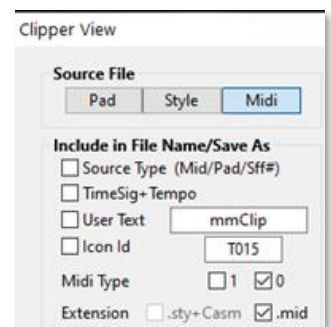 Clipper View
Source File
Pad Style Midi
Include in File Name/Save As
Source Type (Mid/Pad/Sff#)
TimeSig+Tempo
User Text mmClip
Icon Id T015
Midi Type 1 0
Extension .sty+Casm .mid